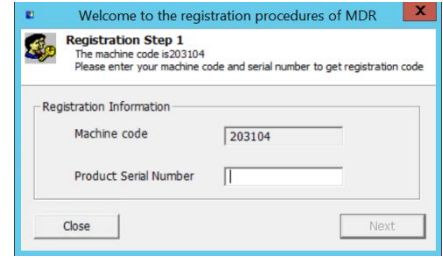 Welcome to the registration procedures of MDR
X
Registration Step 1
The machine code is203104
Please enter your machine code and serial number to get registration code
Registration Information
Machine code
203104
Product Serial Number
Close
Next